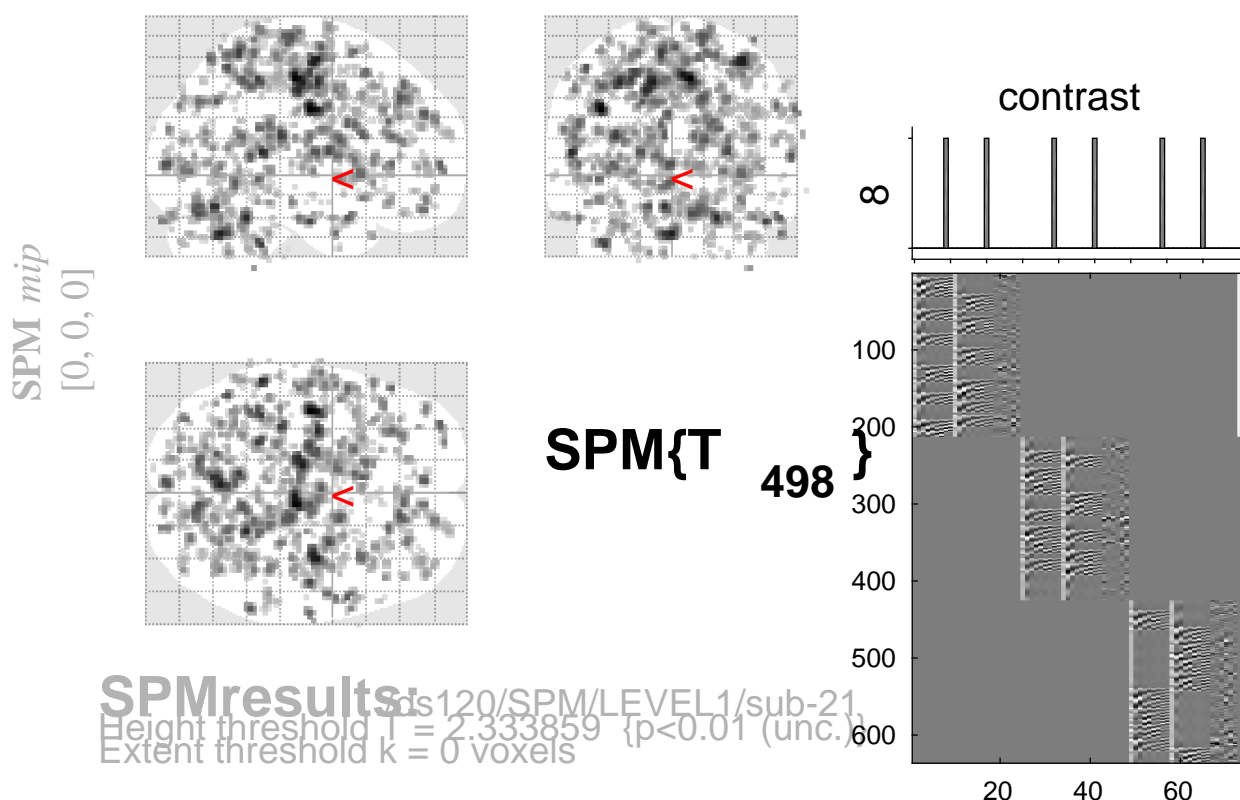 SPM mip
[0, 0, 0]
<
<
<
SPM{T498}
contrast
8
100
200
300
400
500
600
20
40
60
SPMresults: /ds120/SPM/LEVEL1/sub-21
Height threshold T = 2.333859 {p<0.01 (unc.)}
Extent threshold k = 0 voxels